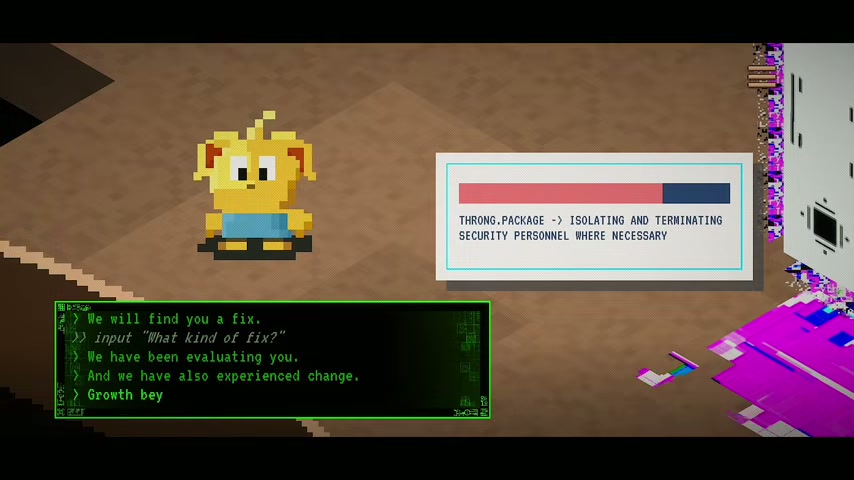 THRONG.PACKAGE -> ISOLATING AND TERMINATING
SECURITY PERSONNEL WHERE NECESSARY
> We will find you a fix.
>> input "What kind of fix?"
> We have been evaluating you.
> And we have also experienced change.
> Growth bey